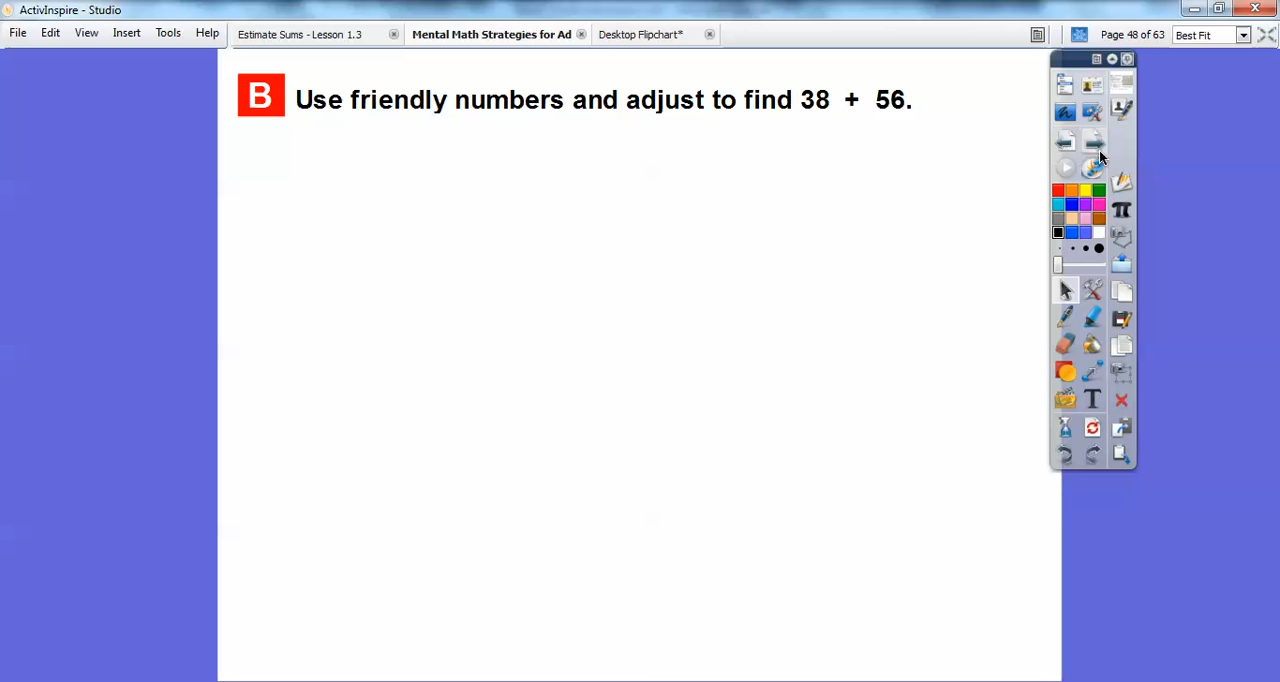 ActivInspire - Studio
File Edit View Insert Tools Help
Estimate Sums - Lesson 1.3
Mental Math Strategies for Ad
Desktop Flipchart*
Page 48 of 63
Best Fit
B Use friendly numbers and adjust to find 38 + 56.